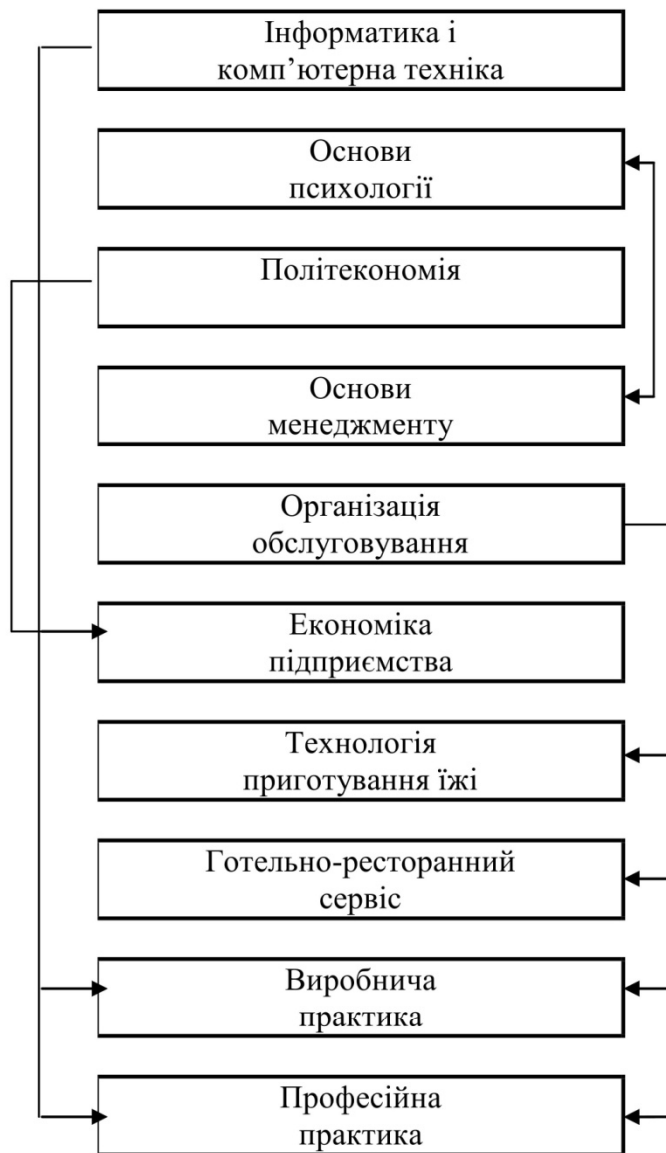 Інформатика і
комп’ютерна техніка
Основи
психології
Політекономія
Основи
менеджменту
Організація
обслуговування
Економіка
підприємства
Технологія
приготування їжі
Готельно-ресторанний
сервіс
Виробнича
практика
Професійна
практика